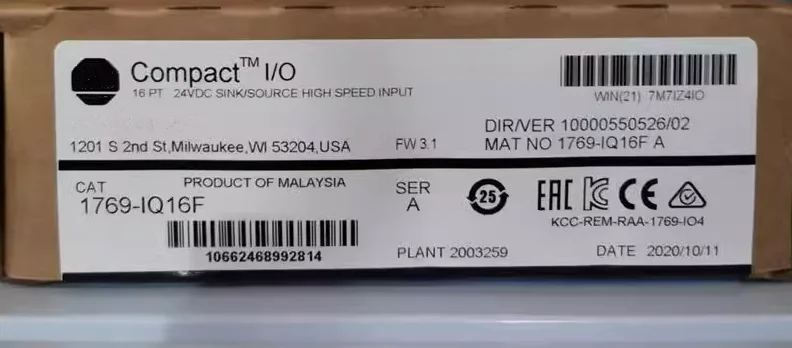 Compact™ I/O
16 PT 24VDC SINK/SOURCE HIGH SPEED INPUT
WIN(21) 7M7IZ4IO
1201 S 2nd St,Milwaukee,WI 53204,USA
FW 3.1
DIR/VER 10000550526/02
MAT NO 1769-IQ16F A
CAT
PRODUCT OF MALAYSIA
1769-IQ16F
10662468992814
SER
A
25
EAC CE
KCC-REM-RAA-1769-IO4
PLANT 2003259
DATE 2020/10/11